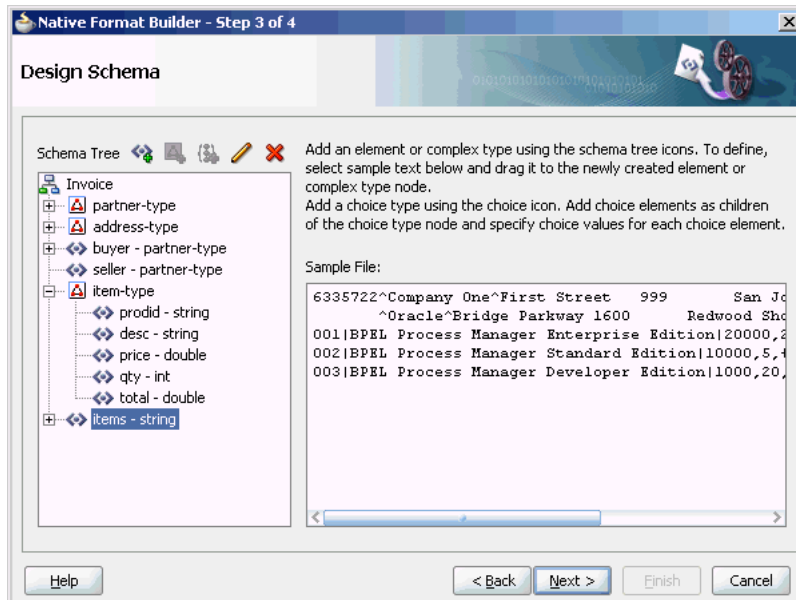 Native Format Builder - Step 3 of 4
Design Schema
Schema Tree
Invoice
partner-type
address-type
buyer - partner-type
seller - partner-type
item-type
prodid - string
desc - string
price - double
qty - int
total - double
items - string
Add an element or complex type using the schema tree icons. To define,
select sample text below and drag it to the newly created element or
complex type node.
Add a choice type using the choice icon. Add choice elements as children
of the choice type node and specify choice values for each choice element.
Sample File:
6335722^Company One^First Street 999 San Jo
^Oracle^Bridge Parkway 1600 Redwood Sho
001|BPEL Process Manager Enterprise Edition|20000,2
002|BPEL Process Manager Standard Edition|10000,5,
003|BPEL Process Manager Developer Edition|1000,20,
Help
< Back
Next >
Finish
Cancel